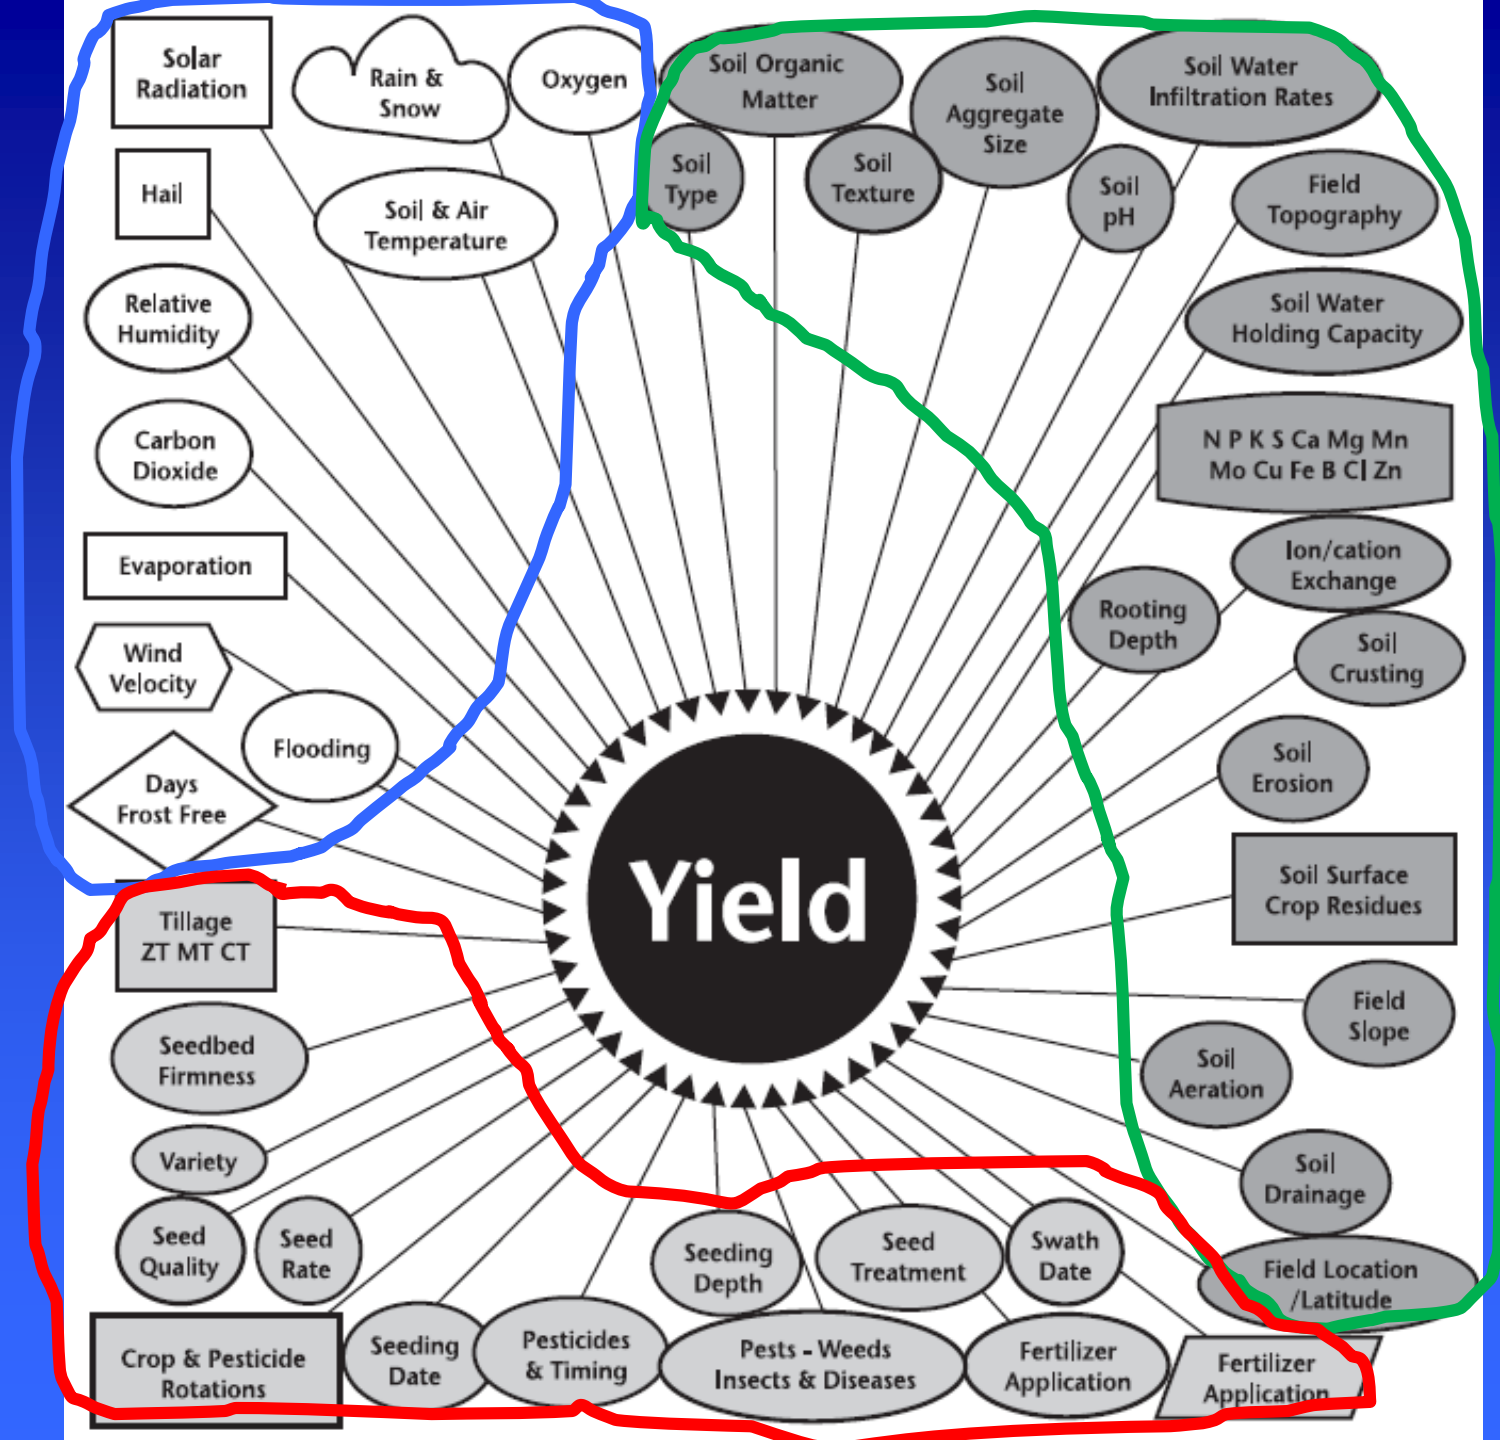 Solar
Radiation
Rain &
Snow
Oxygen
Soil Organic
Matter
Soil
Aggregate
Size
Soil Water
Infiltration Rates
Hail
Soil & Air
Temperature
Soil
Type
Soil
Texture
Soil
pH
Field
Topography
Relative
Humidity
Soil Water
Holding Capacity
Carbon
Dioxide
N P K S Ca Mg Mn
Mo Cu Fe B Cl Zn
Evaporation
Ion/cation
Exchange
Rooting
Depth
Wind
Velocity
Soil
Crusting
Flooding
Days
Frost Free
Soil
Erosion
Yield
Soil Surface
Crop Residues
Tillage
ZT MT CT
Field
Slope
Seedbed
Firmness
Soil
Aeration
Variety
Soil
Drainage
Seed
Quality
Seed
Rate
Seeding
Depth
Seed
Treatment
Swath
Date
Field Location
/Latitude
Crop & Pesticide
Rotations
Seeding
Date
Pesticides
& Timing
Pests - Weeds
Insects & Diseases
Fertilizer
Application
Fertilizer
Application